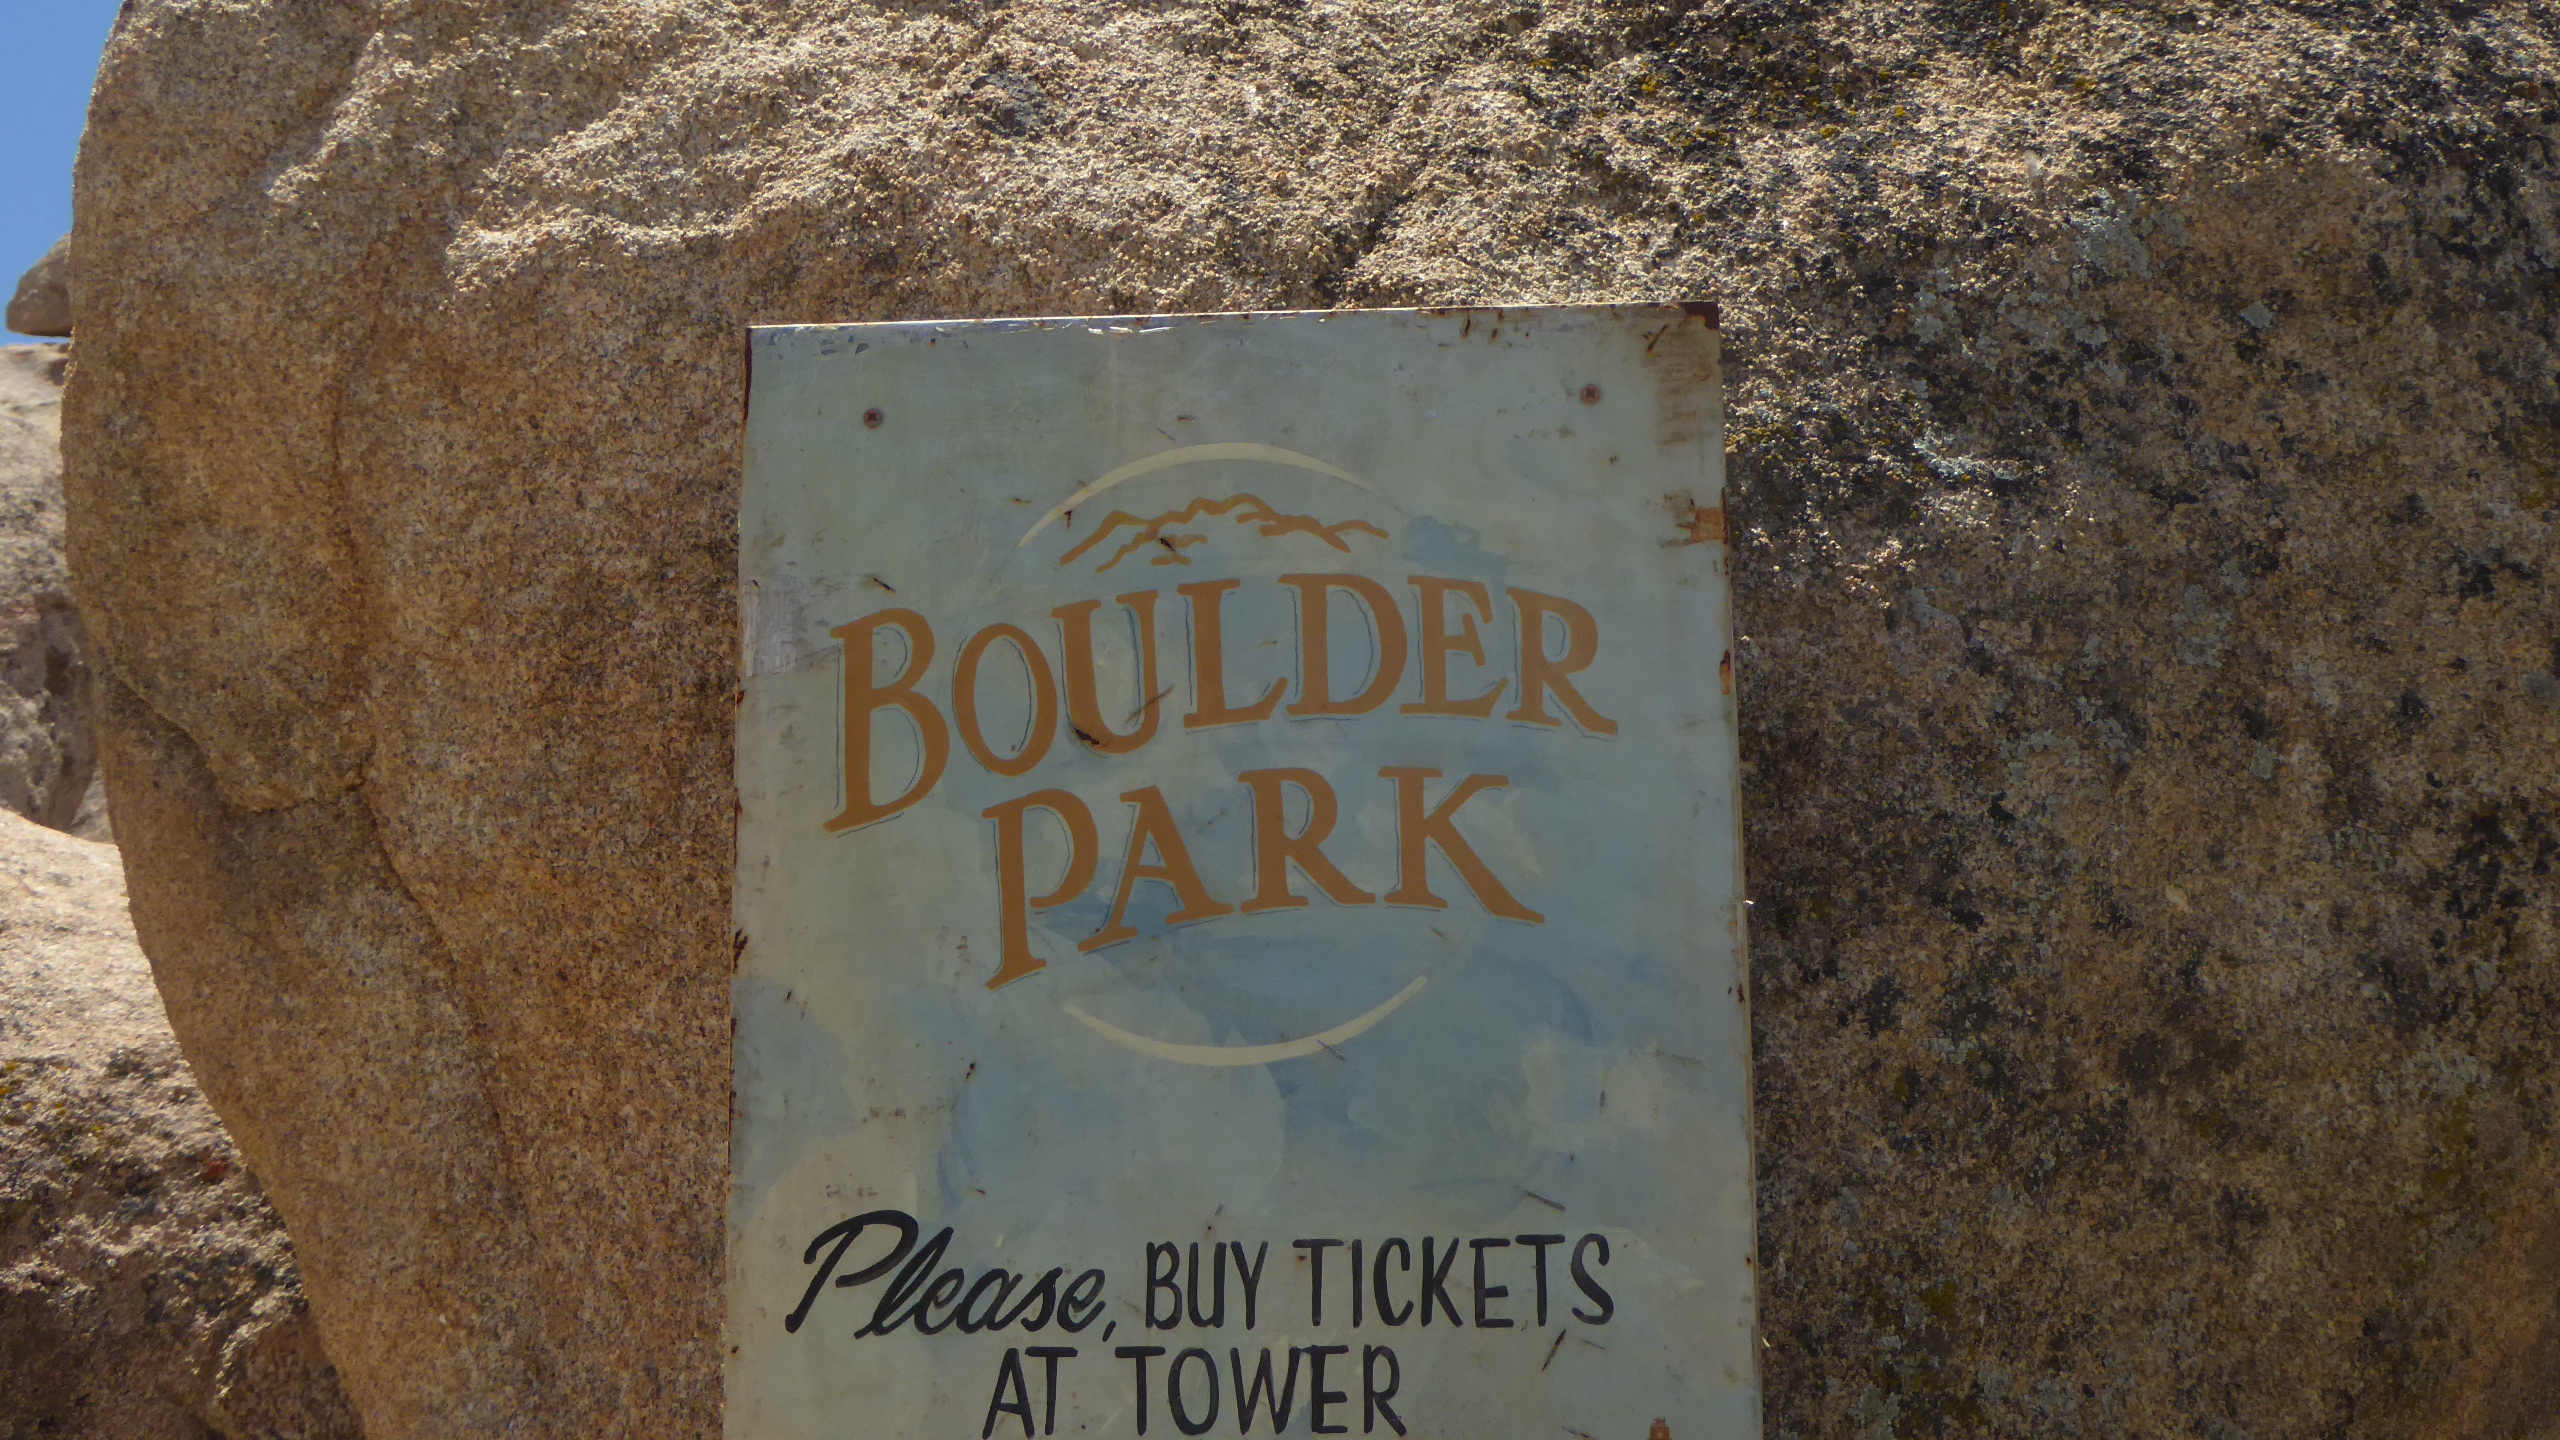 BOULDER
PARK
Please, BUY TICKETS
AT TOWER